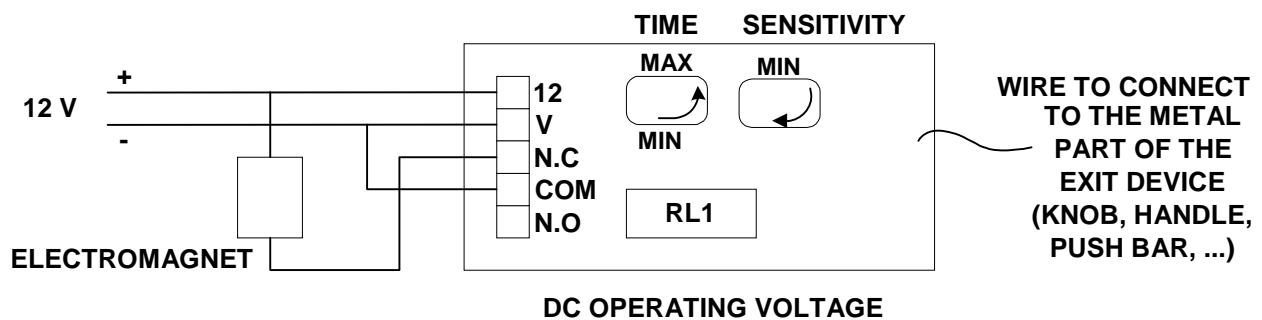 TIME SENSITIVITY
MAX MIN
MIN
+
12 V
-
12
V
N.C
COM
N.O
RL1
ELECTROMAGNET
WIRE TO CONNECT
TO THE METAL
PART OF THE
EXIT DEVICE
(KNOB, HANDLE,
PUSH BAR, ...)
DC OPERATING VOLTAGE